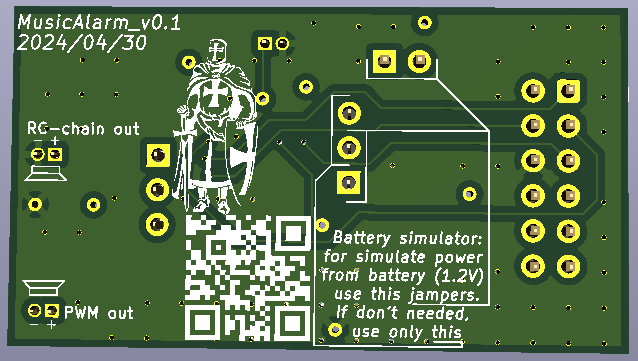 MusicAlarm_v0.1
2024/04/30
RC-chain out
- +
Battery simulator:
for simulate power
from battery (1.2V)
use this jampers.
If don't needed,
use only this
PWM out
- +